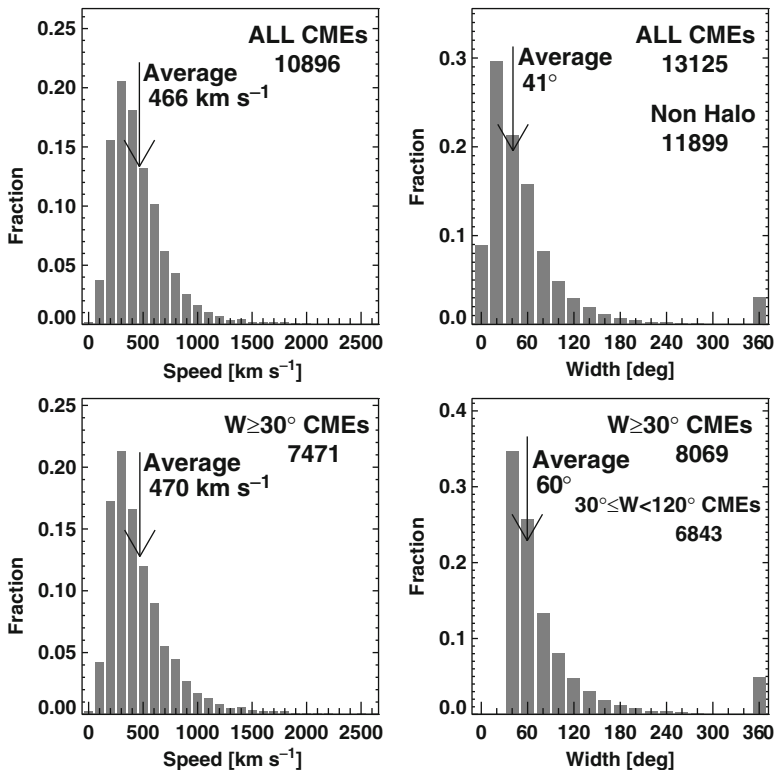 0.25
0.20
0.15
0.10
0.05
0.00
Fraction
ALL CMEs
10896
Average
466 km s⁻¹
0 500 1000 1500 2000 2500
Speed [km s⁻¹]
0.3
0.2
0.1
0.0
Fraction
ALL CMEs
13125
Average
41°
Non Halo
11899
0 60 120 180 240 300 360
Width [deg]
0.25
0.20
0.15
0.10
0.05
0.00
Fraction
W≥30° CMEs
7471
Average
470 km s⁻¹
0 500 1000 1500 2000 2500
Speed [km s⁻¹]
0.4
0.3
0.2
0.1
0.0
Fraction
W≥30° CMEs
8069
Average
60°
30°≤W<120° CMEs
6843
0 60 120 180 240 300 360
Width [deg]